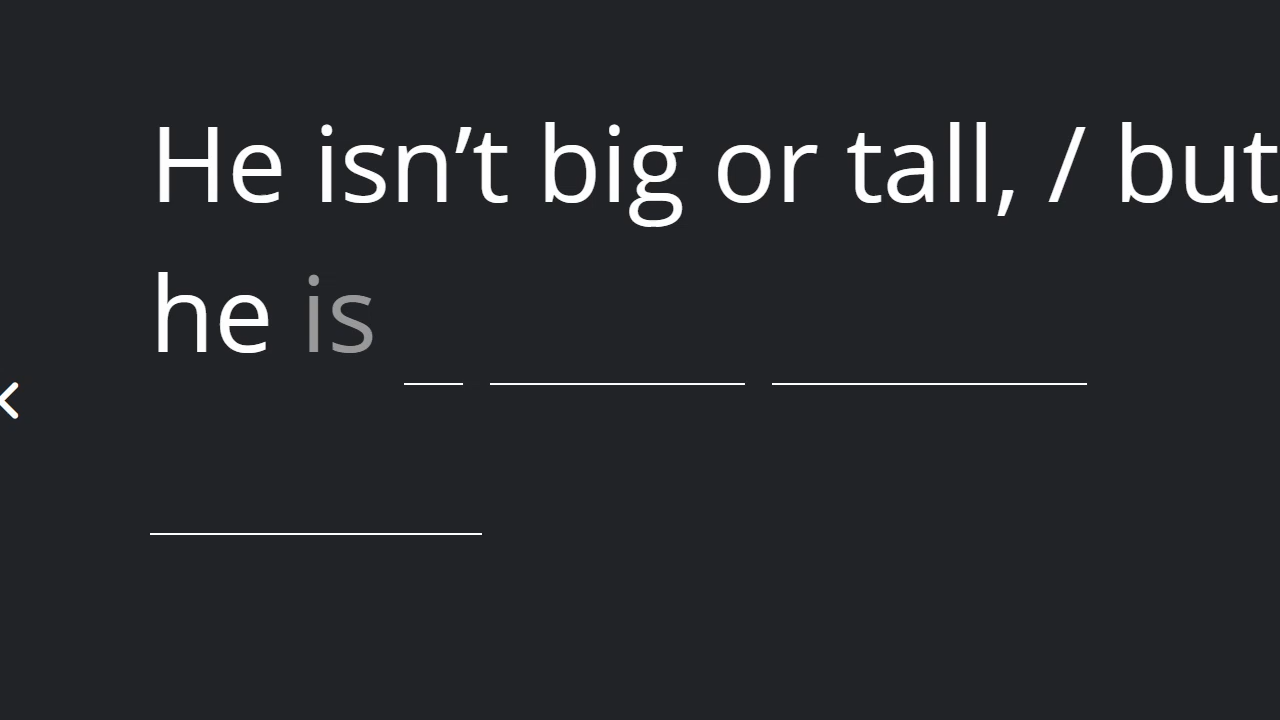 He isn’t big or tall, / but
he is